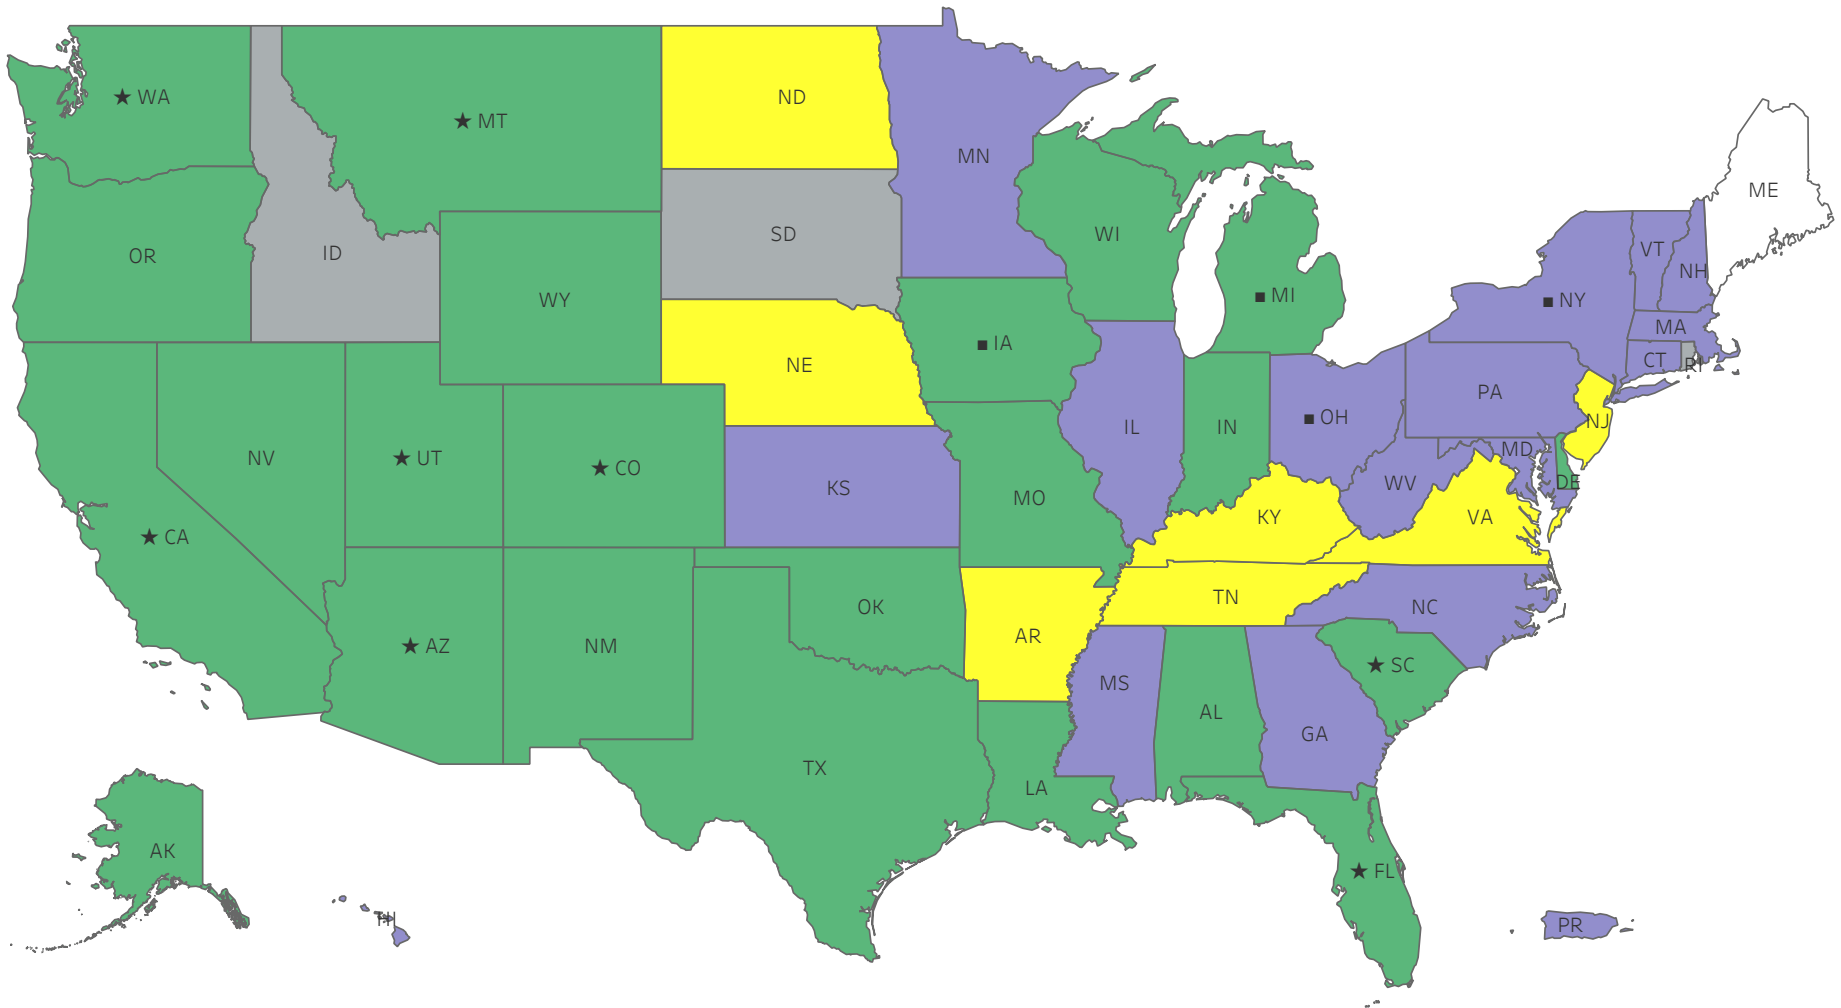 ★ WA
★ MT
ND
MN
ME
OR
ID
SD
WI
VT
NH
WY
■ MI
■ NY
MA
■ IA
NE
CT
RI
PA
NV
★ UT
★ CO
KS
MO
IL
IN
■ OH
NJ
MD
WV
DE
★ CA
KY
VA
OK
AR
TN
NC
★ AZ
NM
MS
AL
GA
★ SC
TX
LA
AK
★ FL
HI
PR